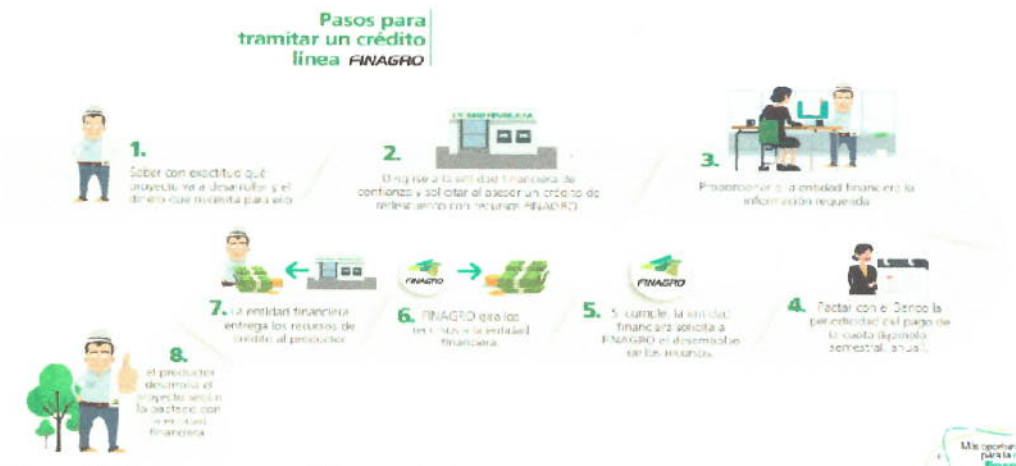 Pasos para
tramitar un crédito
línea FINAGRO
1.
Saber con exactitud qué
proyecto va a desarrollar y el
dinero que necesita para ello
2.
Dirigirse a la entidad financiera de
confianza y solicitar al asesor un crédito de
redescuento con recursos FINAGRO
3.
Proporcionar a la entidad financiera la
información requerida
4. Pactar con el Banco la
periodicidad del pago de
la cuota (ejemplo
semestral, anual).
FINAGRO
5. Si cumple, la entidad
financiera solicita a
FINAGRO el desembolso
de los recursos.
FINAGRO
6. FINAGRO gira los
recursos a la entidad
financiera.
7. La entidad financiera
entrega los recursos de
crédito al productor
8.
el productor
desarrolla el
proyecto según
lo pactado con
la entidad
financiera
Más
para la